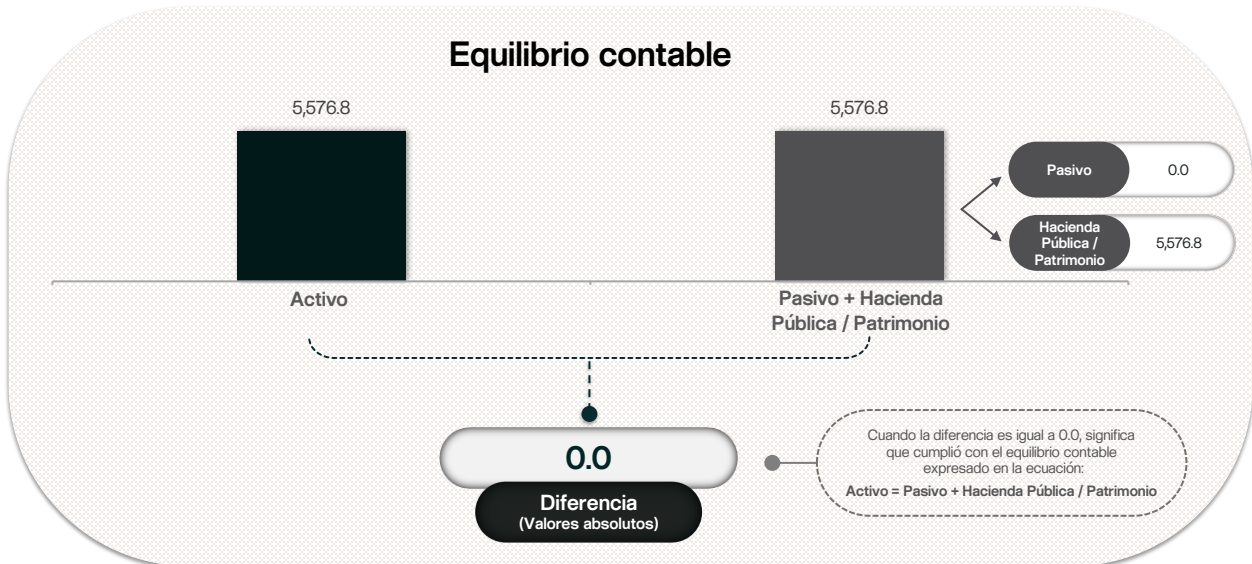 Equilibrio contable
5,576.8
5,576.8
Pasivo
0.0
Hacienda
Pública /
Patrimonio
5,576.8
Activo
Pasivo + Hacienda
Pública / Patrimonio
0.0
Diferencia
(Valores absolutos)
Cuando la diferencia es igual a 0.0, significa
que cumplió con el equilibrio contable
expresado en la ecuación:
Activo = Pasivo + Hacienda Pública / Patrimonio